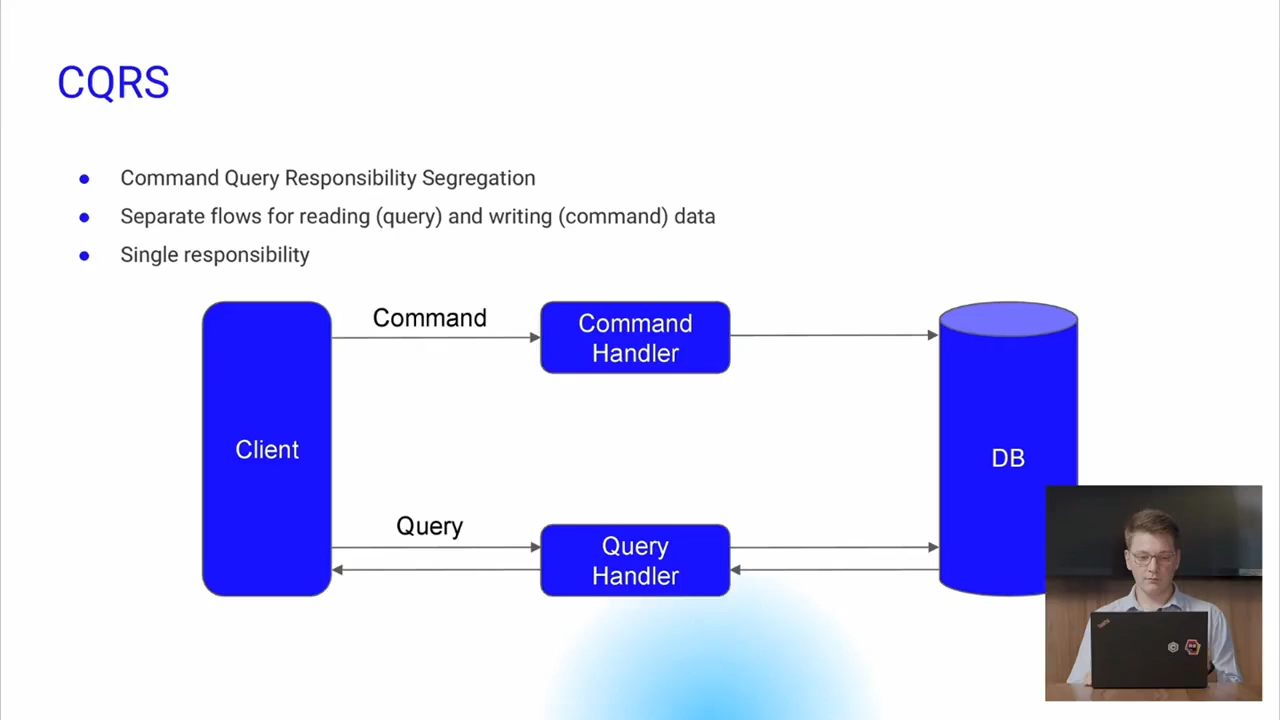 CQRS
Command Query Responsibility Segregation
Separate flows for reading (query) and writing (command) data
Single responsibility
Command
Command
Handler
Client
DB
Query
Query
Handler